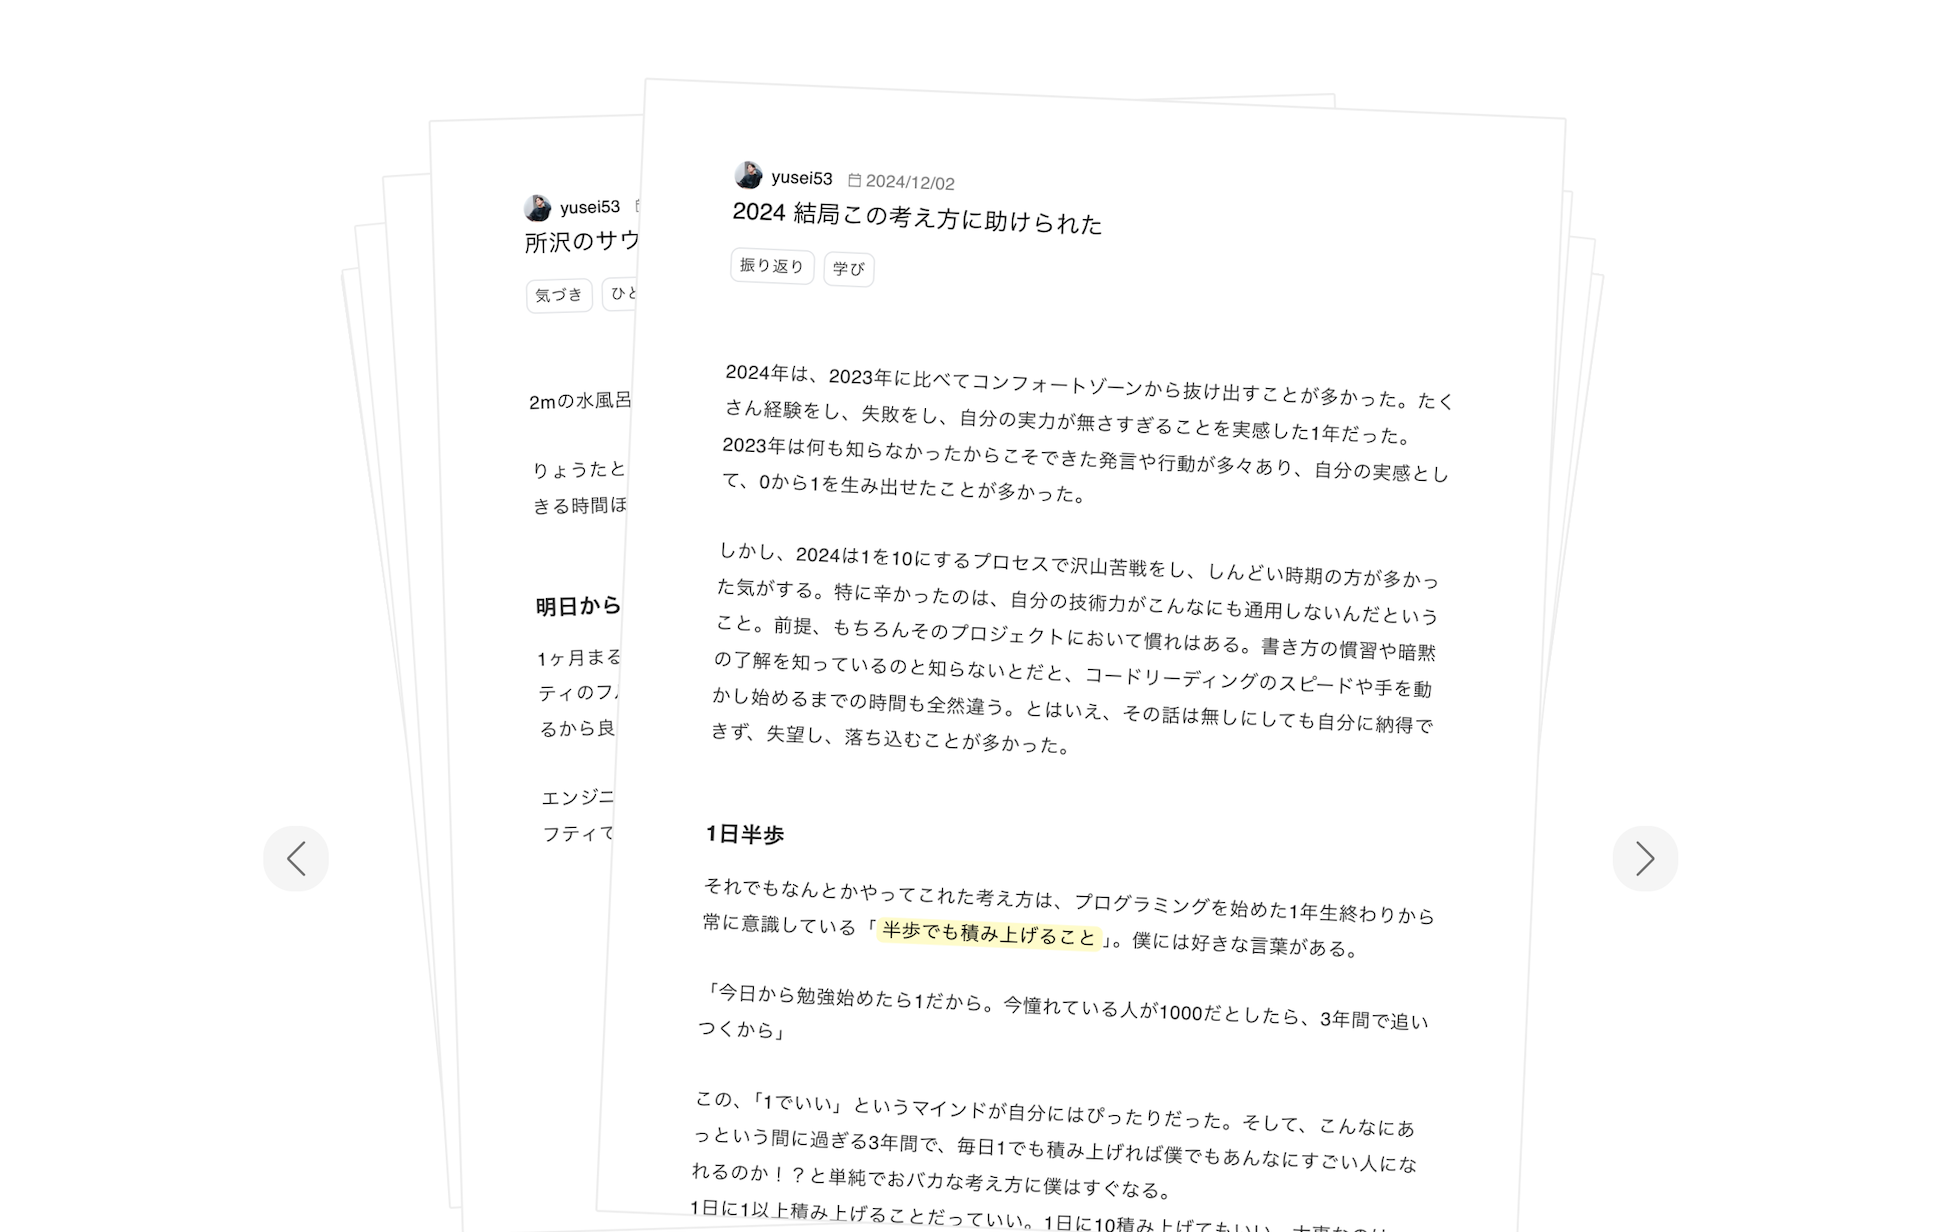 yusei53
2024/12/02
2024 結局この考え方に助けられた
振り返り
学び
2024年は、2023年に比べてコンフォートゾーンから抜け出すことが多かった。たく
さん経験をし、失敗をし、自分の実力が無さすぎることを実感した1年だった。
2023年は何も知らなかったからこそできた発言や行動が多々あり、自分の実感とし
て、0から1を生み出せたことが多かった。
しかし、2024は1を10にするプロセスで沢山苦戦をし、しんどい時期の方が多かっ
た気がする。特に辛かったのは、自分の技術力がこんなにも通用しないんだという
こと。前提、もちろんそのプロジェクトにおいて慣れはある。書き方の慣習や暗黙
の了解を知っているのと知らないとだと、コードリーディングのスピードや手を動
かし始めるまでの時間も全然違う。とはいえ、その話は無しにしても自分に納得で
きず、失望し、落ち込むことが多かった。
1日半歩
それでもなんとかやってこれた考え方は、プログラミングを始めた1年生終わりから
常に意識している「半歩でも積み上げること」。僕には好きな言葉がある。
「今日から勉強始めたら1だから。今憧れている人が1000だとしたら、3年間で追い
つくから」
この、「1でいい」というマインドが自分にはぴったりだった。そして、こんなにあ
っという間に過ぎる3年間で、毎日1でも積み上げれば僕でもあんなにすごい人にな
れるのか！？と単純でおバカな考え方に僕はすぐなる。
1日に1以上積み上げることだっていい。1日に10積み上げてもいい。
yusei53
所沢のサウ
気づき
ひと
2mの水風呂
りょうたと
きる時間ほ
明日から
1ヶ月まる
ティのフ
るから良
エンジニ
フティて